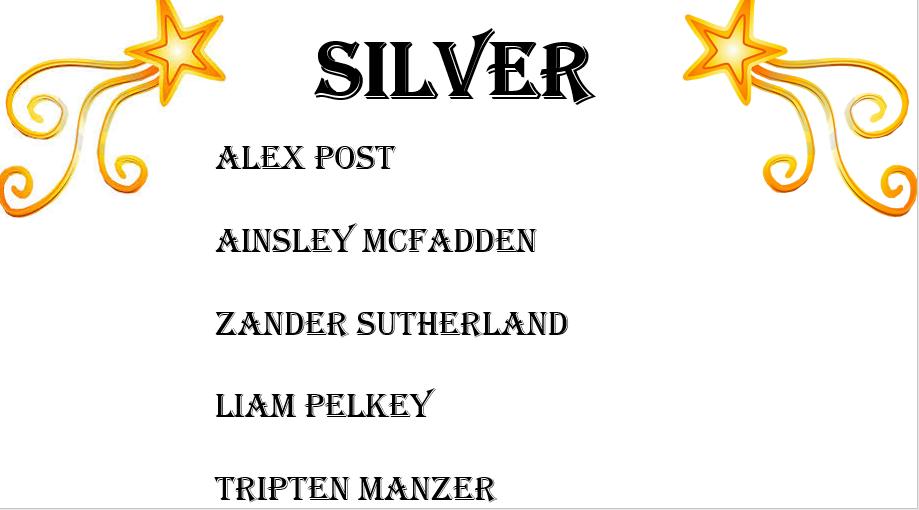 SILVER
ALEX POST
AINSLEY MCFADDEN
ZANDER SUTHERLAND
LIAM PELKEY
TRIPTEN MANZER